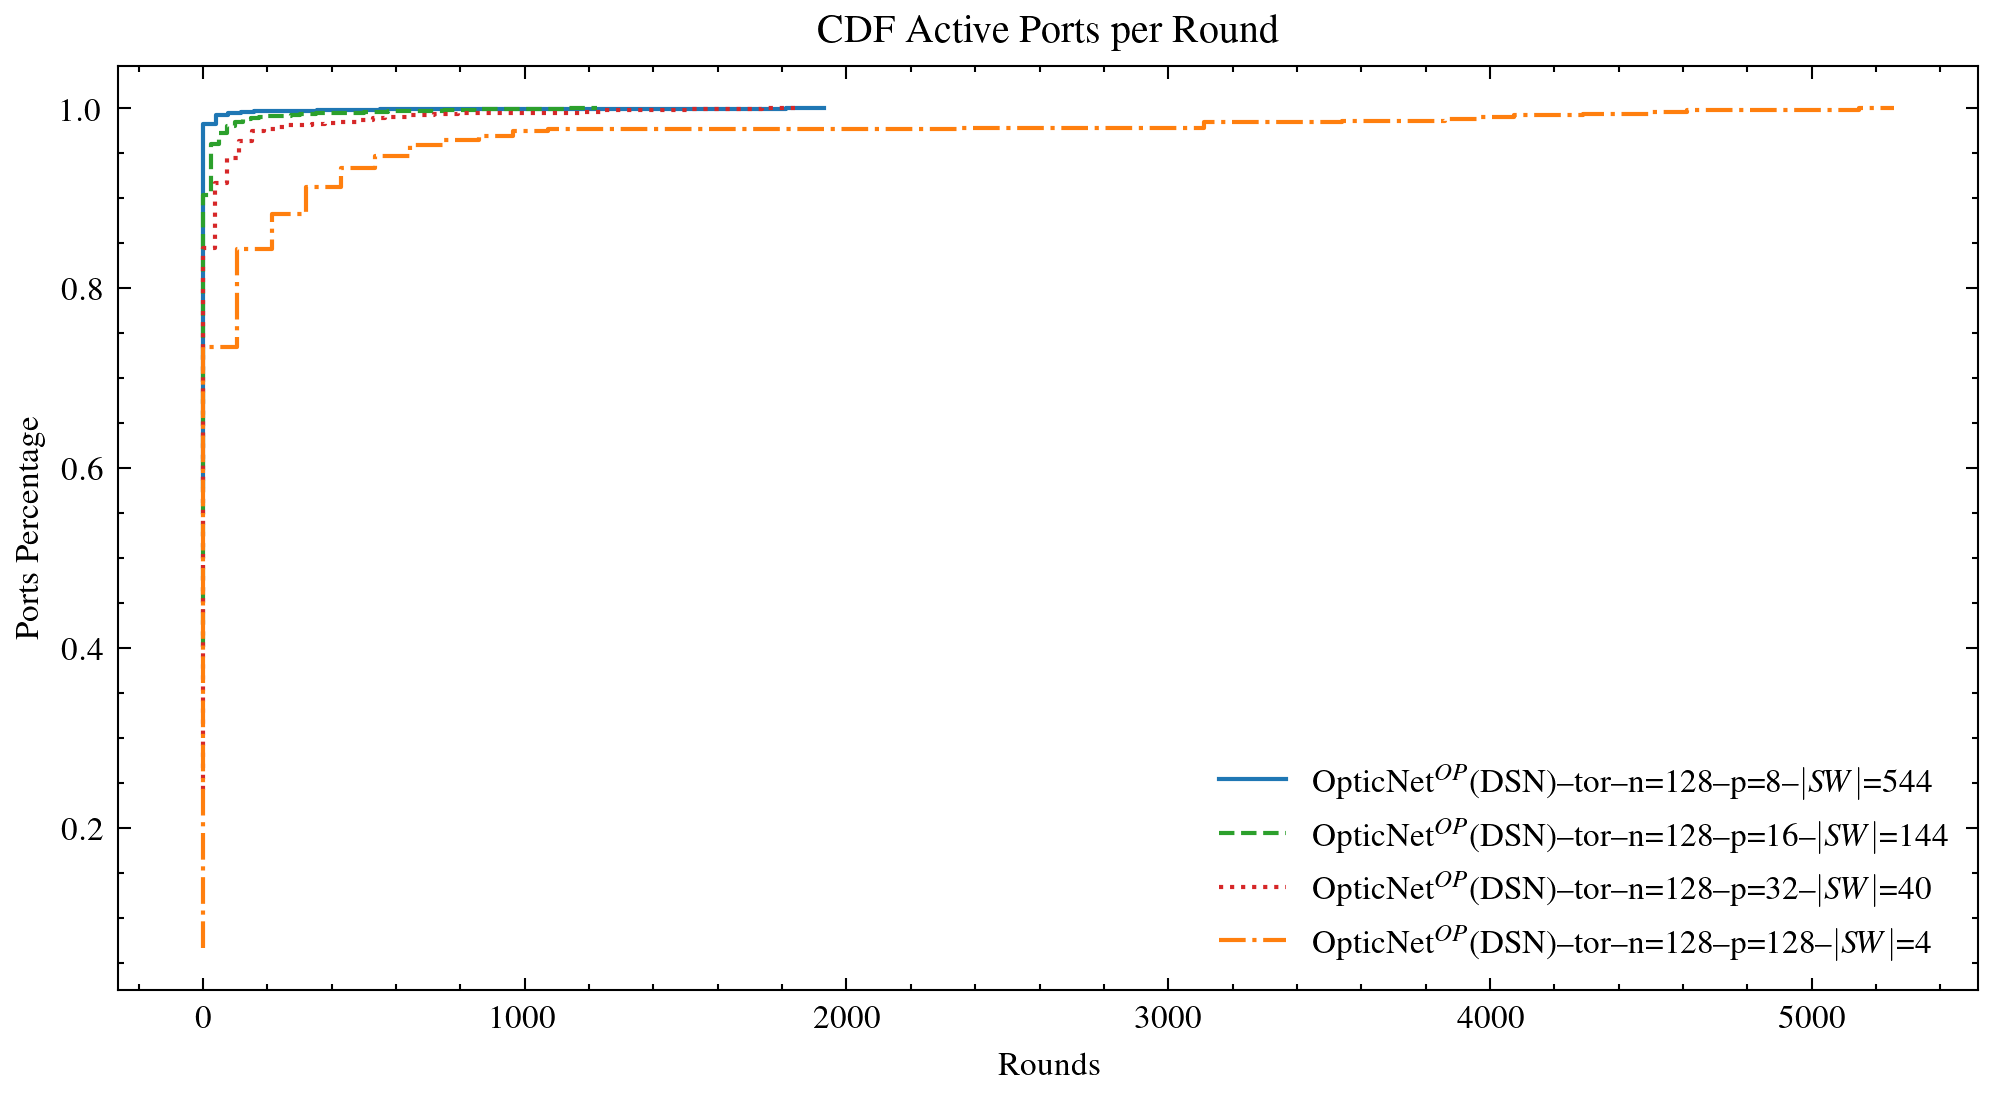 CDF Active Ports per Round
Ports Percentage
1.0
0.8
0.6
0.4
0.2
OpticNet^{OP}(DSN)–tor–n=128–p=8–|SW|=544
OpticNet^{OP}(DSN)–tor–n=128–p=16–|SW|=144
OpticNet^{OP}(DSN)–tor–n=128–p=32–|SW|=40
OpticNet^{OP}(DSN)–tor–n=128–p=128–|SW|=4
0 1000 2000 3000 4000 5000
Rounds